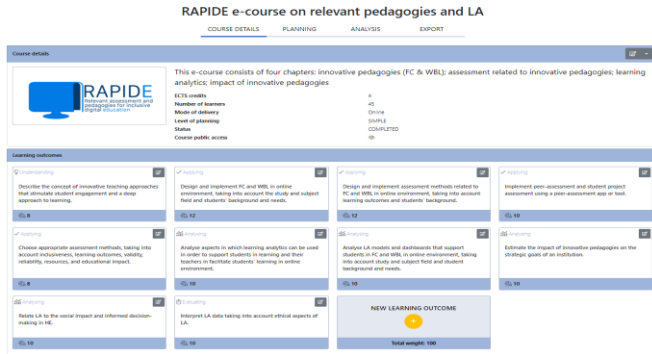 RAPIDE e-course on relevant pedagogies and LA
COURSE DETAILS PLANNING ANALYSIS EXPORT
Course details
RAPIDE
Relevant assessment and
pedagogies for inclusive
digital education
This e-course consists of four chapters: innovative pedagogies (FC & WBL); assessment related to innovative pedagogies; learning
analytics; impact of innovative pedagogies
ECTS credits 4
Number of learners 45
Mode of delivery Online
Level of planning SIMPLE
Status COMPLETED
Course public access
Learning outcomes
Understanding
Describe the concept of innovative teaching approaches
that stimulate student engagement and a deep
approach to learning.
8
Applying
Design and implement FC and WBL in online
environment, taking into account the study and subject
field and students' background and needs.
12
Applying
Design and implement assessment methods related to
FC and WBL in online environment, taking into account
learning outcomes and students' background.
12
Applying
Implement peer-assessment and student project
assessment using a peer-assessment app or tool.
10
Applying
Choose appropriate assessment methods, taking into
account inclusiveness, learning outcomes, validity,
reliability, resources, and educational impact.
8
Analysing
Analyse aspects in which learning analytics can be used
in order to support students in learning and their
teachers in facilitate students' learning in online
environment.
10
Analysing
Analyse LA models and dashboards that support
students in FC and WBL in online environment, taking
into account study and subject field and student
background and needs.
10
Analysing
Estimate the impact of innovative pedagogies on the
strategic goals of an institution.
10
Analysing
Relate LA to the social impact and informed decision-
making in HE.
10
Evaluating
Interpret LA data taking into account ethical aspects of
LA.
10
NEW LEARNING OUTCOME
+
Total weight: 100